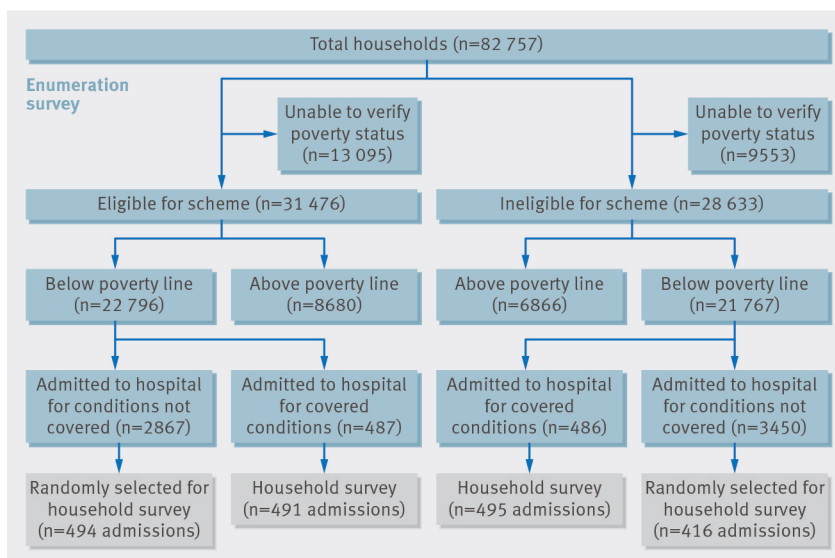 Total households (n=82 757)
Enumeration
survey
Unable to verify
poverty status
(n=13 095)
Unable to verify
poverty status
(n=9553)
Eligible for scheme (n=31 476)
Ineligible for scheme (n=28 633)
Below poverty line
(n=22 796)
Above poverty line
(n=8680)
Above poverty line
(n=6866)
Below poverty line
(n=21 767)
Admitted to hospital
for conditions not
covered (n=2867)
Admitted to hospital
for covered
conditions (n=487)
Admitted to hospital
for covered
conditions (n=486)
Admitted to hospital
for conditions not
covered (n=3450)
Randomly selected for
household survey
(n=494 admissions)
Household survey
(n=491 admissions)
Household survey
(n=495 admissions)
Randomly selected for
household survey
(n=416 admissions)